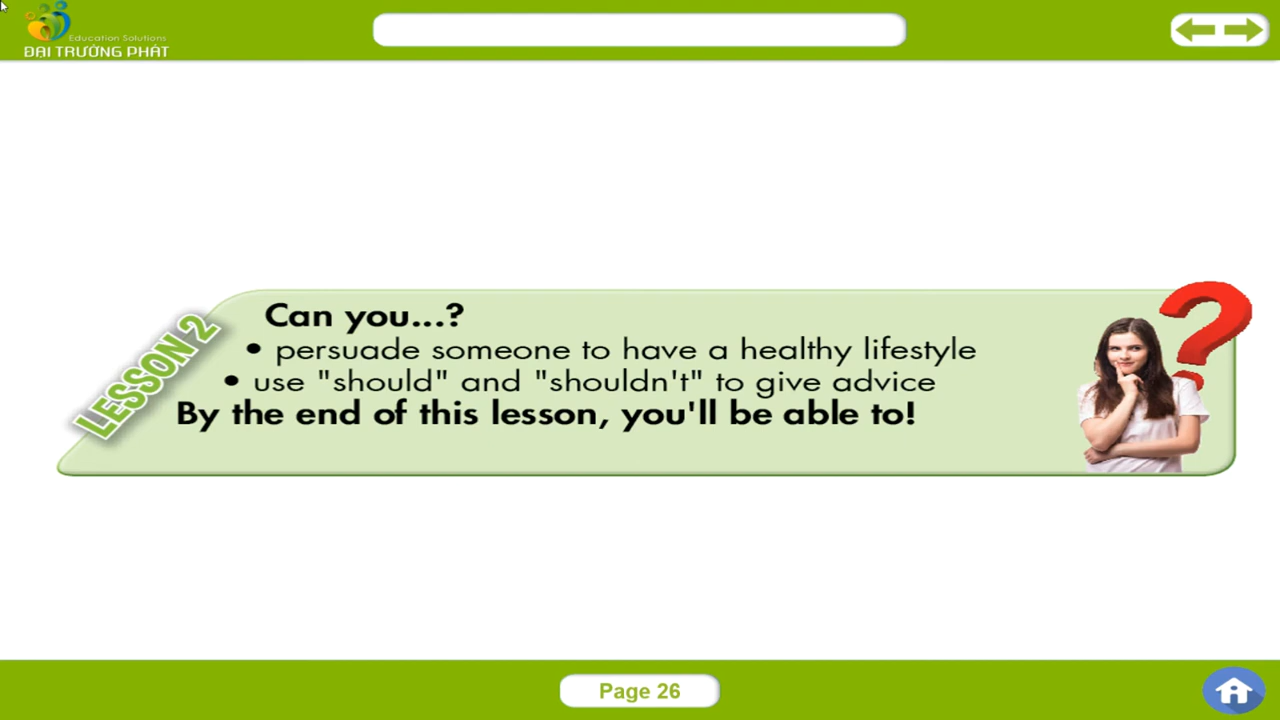 Education Solutions
ĐẠI TRƯỜNG PHÁT
LESSON 2
Can you...?
• persuade someone to have a healthy lifestyle
• use "should" and "shouldn't" to give advice
By the end of this lesson, you'll be able to!
Page 26